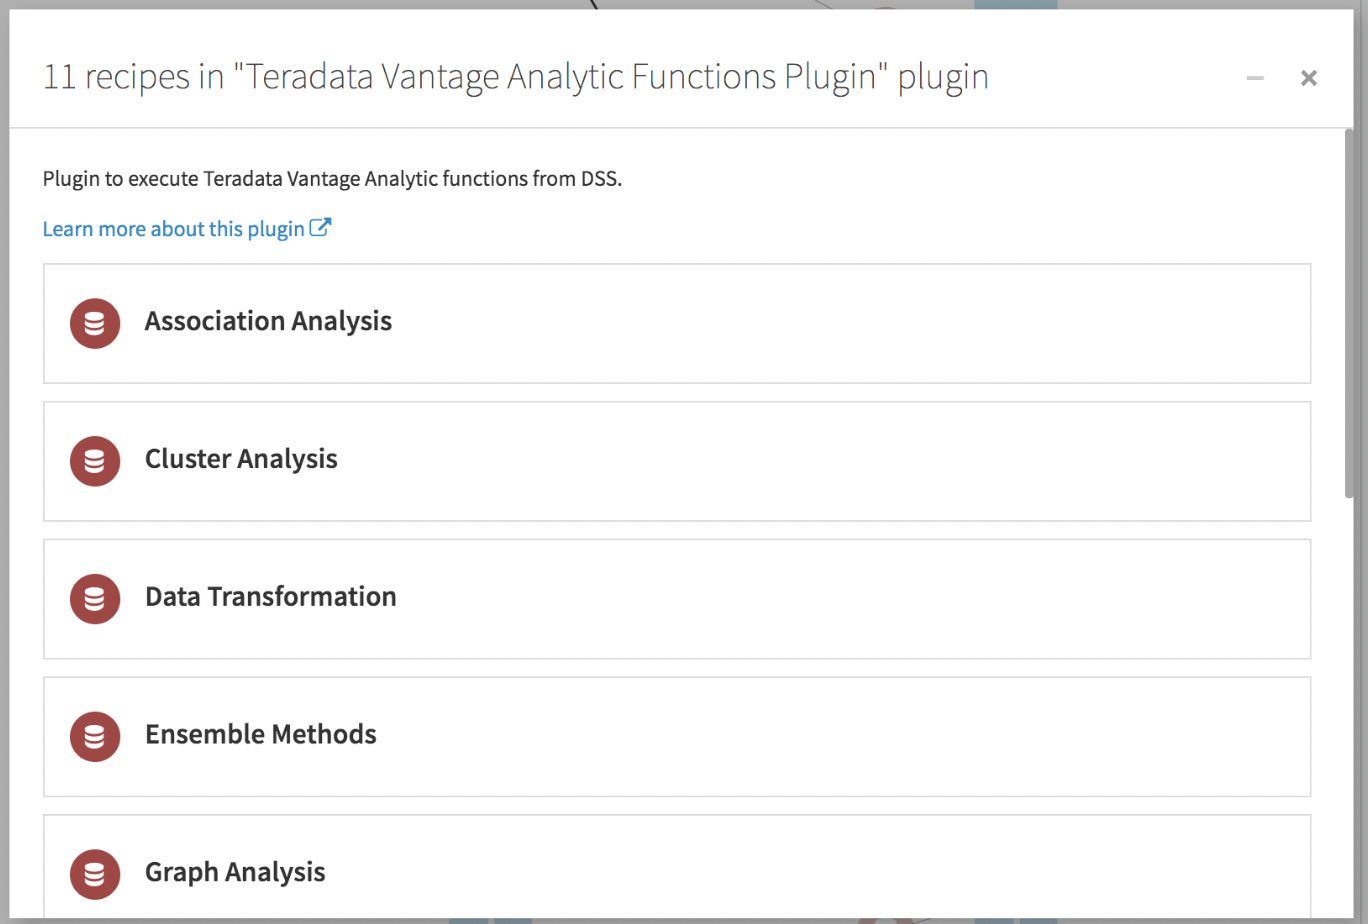 11 recipes in "Teradata Vantage Analytic Functions Plugin" plugin
Plugin to execute Teradata Vantage Analytic functions from DSS.
Learn more about this plugin
Association Analysis
Cluster Analysis
Data Transformation
Ensemble Methods
Graph Analysis